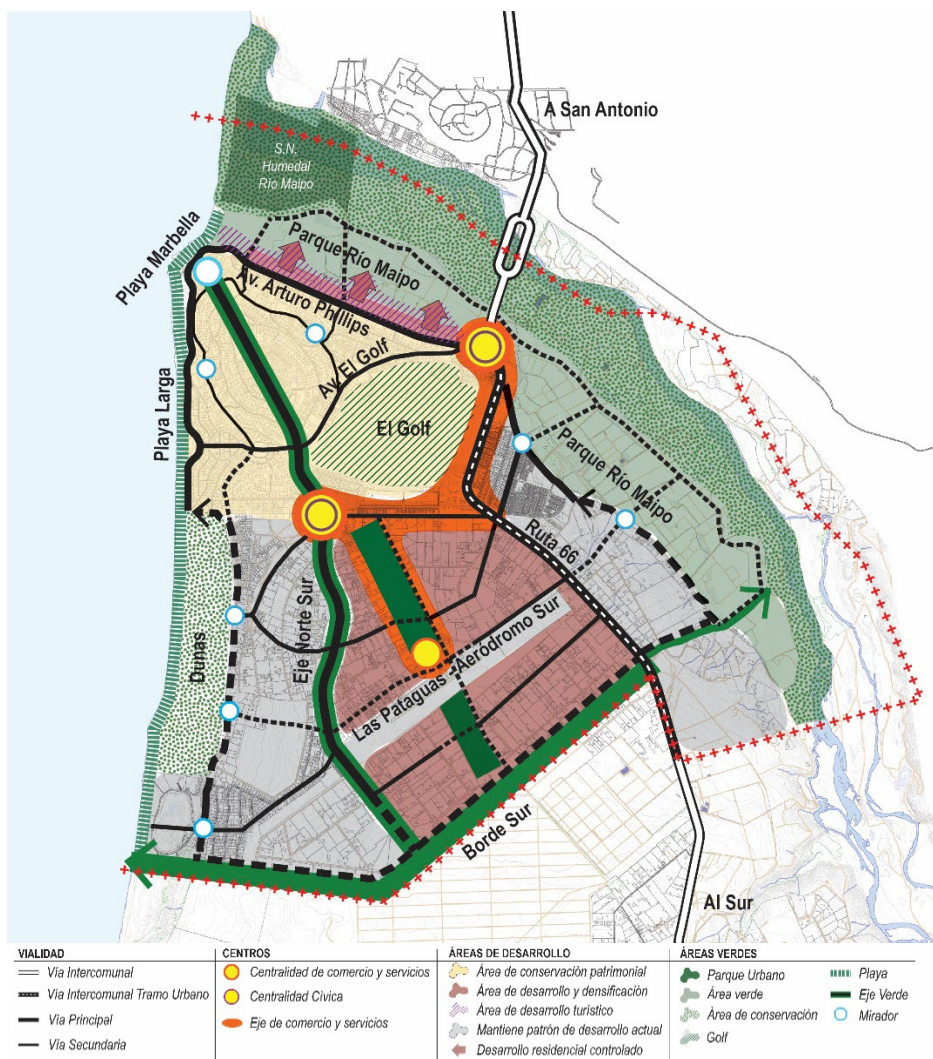 A San Antonio
S.N.
Humedal
Río Maipo
Playa Marbella
Parque Río Maipo
Av. Arturo Phillips
Av El Golf
El Golf
Playa Larga
Parque Río Maipo
Ruta 66
Dunas
Eje Norte Sur
Las Pataguas - Aeródromo Sur
Borde Sur
Al Sur
VIALIDAD
Vía Intercomunal
Vía Intercomunal Tramo Urbano
Vía Principal
Vía Secundaria
CENTROS
Centralidad de comercio y servicios
Centralidad Cívica
Eje de comercio y servicios
ÁREAS DE DESARROLLO
Área de conservaciòn patrimonial
Área de desarrollo y densificaciòn
Área de desarrollo turístico
Mantiene patrón de desarrollo actual
Desarrollo residencial controlado
ÁREAS VERDES
Parque Urbano
Área verde
Área de conservaciòn
Golf
Playa
Eje Verde
Mirador